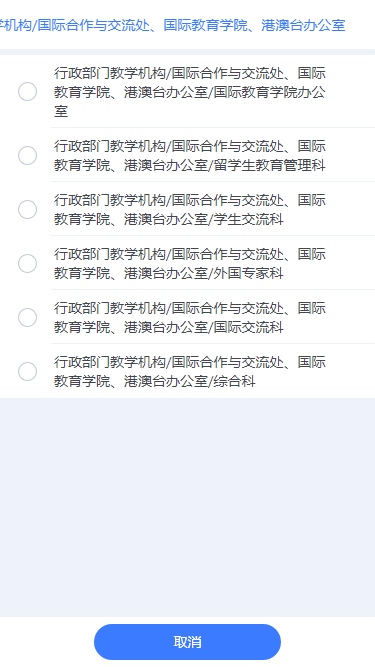 机构/国际合作与交流处、国际教育学院、港澳台办公室
行政部门教学机构/国际合作与交流处、国际
教育学院、港澳台办公室/国际教育学院办公
室
行政部门教学机构/国际合作与交流处、国际
教育学院、港澳台办公室/留学生教育管理科
行政部门教学机构/国际合作与交流处、国际
教育学院、港澳台办公室/学生交流科
行政部门教学机构/国际合作与交流处、国际
教育学院、港澳台办公室/外国专家科
行政部门教学机构/国际合作与交流处、国际
教育学院、港澳台办公室/国际交流科
行政部门教学机构/国际合作与交流处、国际
教育学院、港澳台办公室/综合科
取消